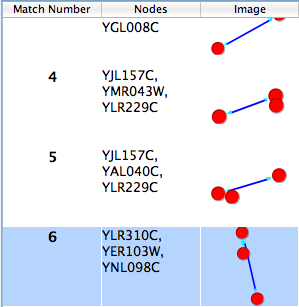 Match Number Nodes Image
YGL008C
4 YJL157C,
YMR043W,
YLR229C
5 YJL157C,
YAL040C,
YLR229C
6 YLR310C,
YER103W,
YNL098C